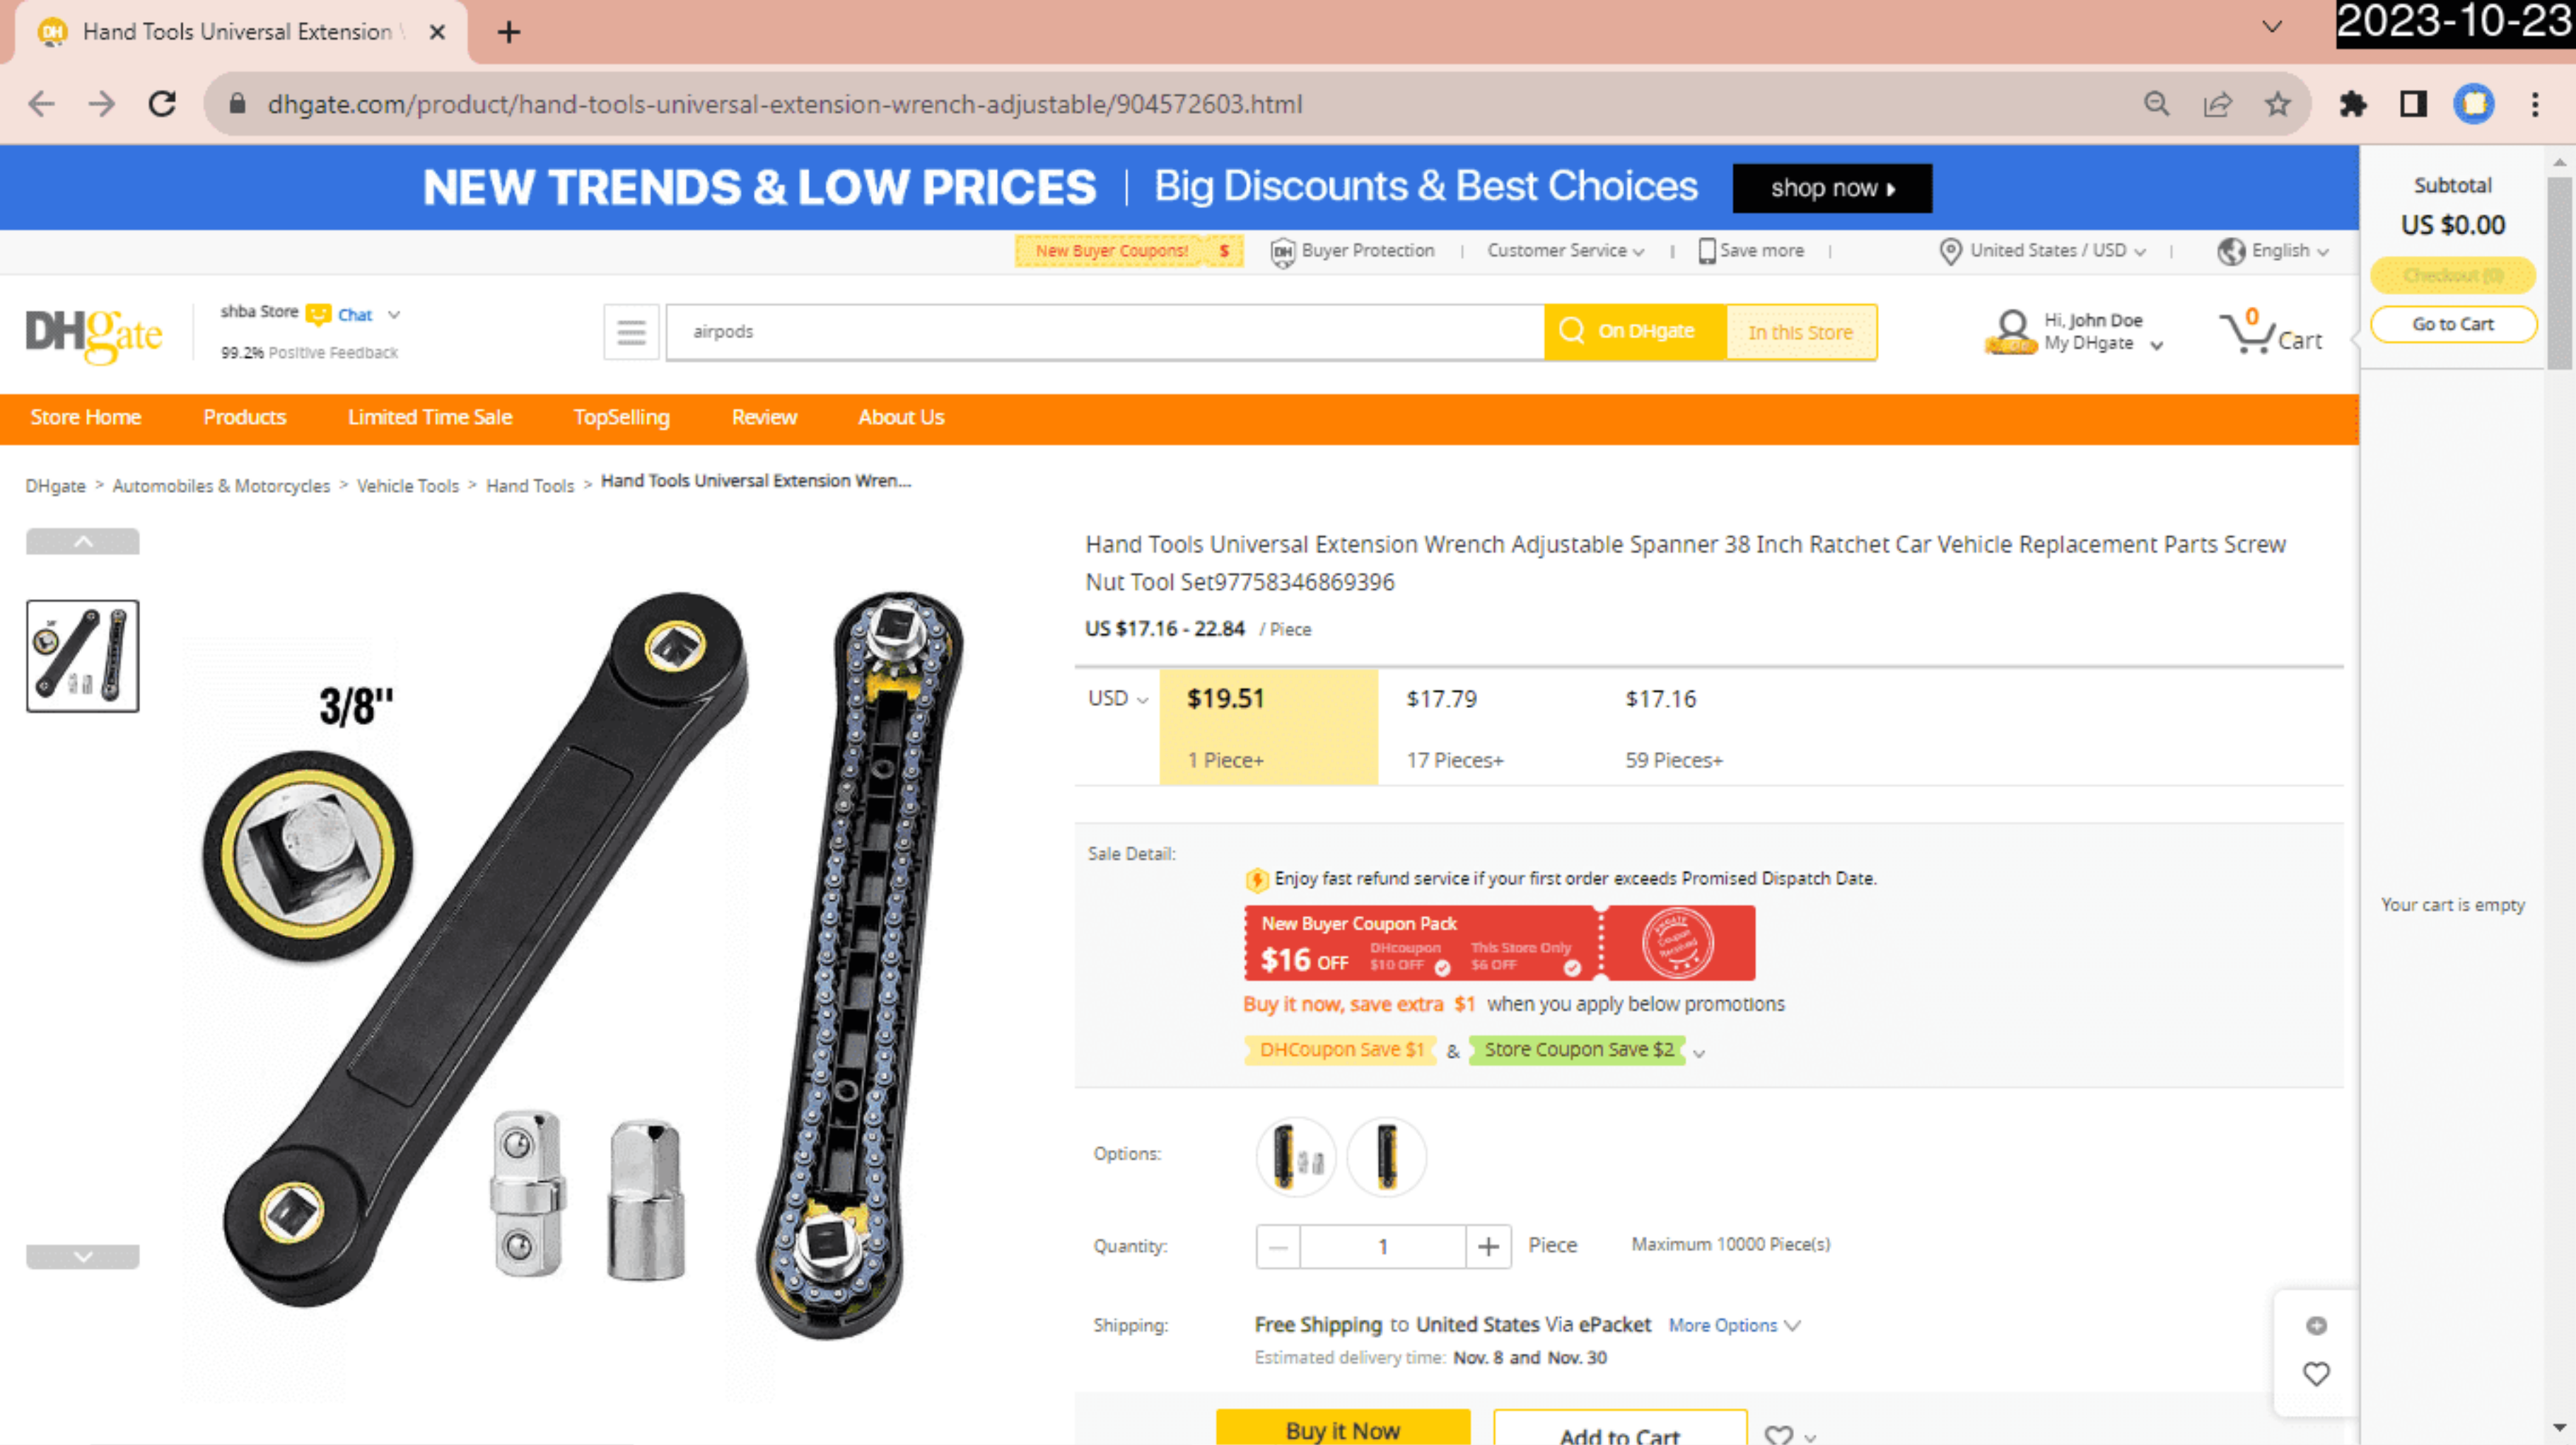 Hand Tools Universal Extension
2023-10-23
dhgate.com/product/hand-tools-universal-extension-wrench-adjustable/904572603.html
NEW TRENDS & LOW PRICES | Big Discounts & Best Choices shop now
New Buyer Coupons! $
Buyer Protection | Customer Service | Save more |
United States / USD | English
DHgate
shba Store Chat
99.2% Positive Feedback
airpods
On DHgate
In this Store
Hi, John Doe
My DHgate
0
Cart
Subtotal
US $0.00
Checkout (0)
Go to Cart
Your cart is empty
Store Home Products Limited Time Sale TopSelling Review About Us
DHgate > Automobiles & Motorcycles > Vehicle Tools > Hand Tools > Hand Tools Universal Extension Wren...
3/8"
Hand Tools Universal Extension Wrench Adjustable Spanner 38 Inch Ratchet Car Vehicle Replacement Parts Screw
Nut Tool Set97758346869396
US $17.16 - 22.84 / Piece
USD $19.51 $17.79 $17.16
1 Piece+ 17 Pieces+ 59 Pieces+
Sale Detail:
Enjoy fast refund service if your first order exceeds Promised Dispatch Date.
New Buyer Coupon Pack
$16 OFF
DHcoupon
$10 OFF
This Store Only
$6 OFF
DHGATE
Coupon
Received
Buy it now, save extra $1 when you apply below promotions
DHCoupon Save $1 & Store Coupon Save $2
Options:
Quantity: 1 Piece Maximum 10000 Piece(s)
Shipping: Free Shipping to United States Via ePacket More Options
Estimated delivery time: Nov. 8 and Nov. 30
Buy it Now
Add to Cart